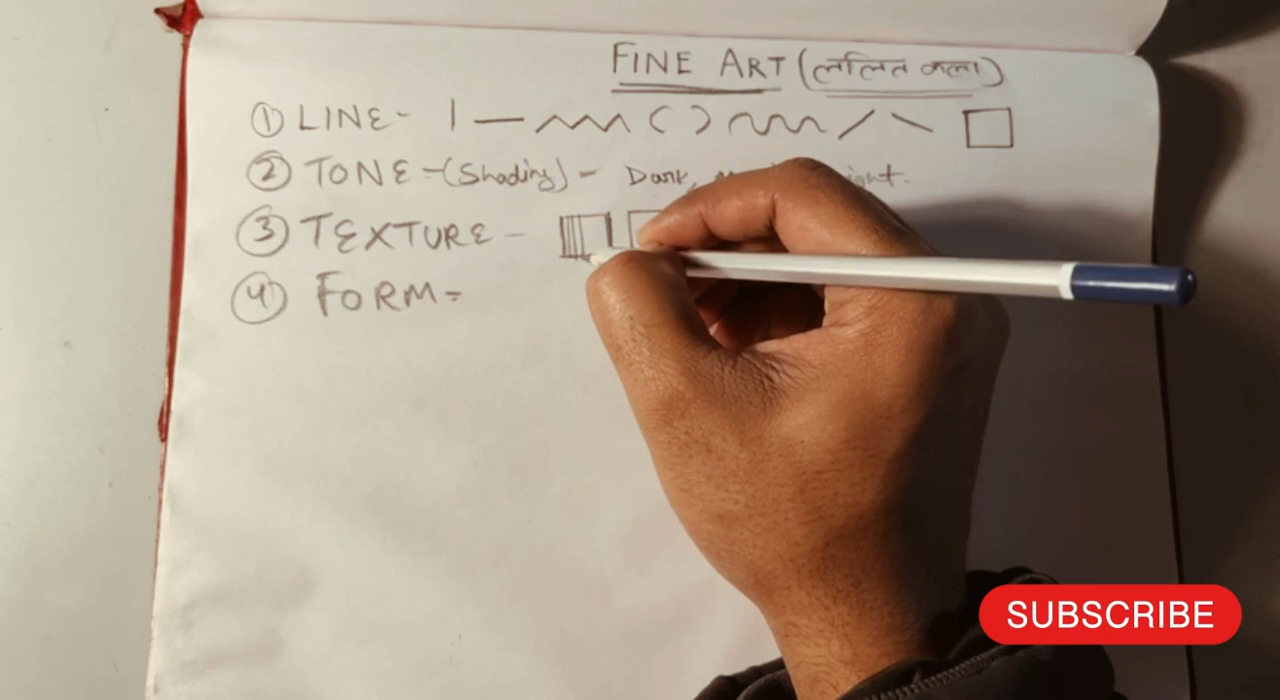 FINE ART (ललित कला)
① LINE-
② TONE -(Shading) - Dark,
③ TEXTURE -
④ FORM-
SUBSCRIBE